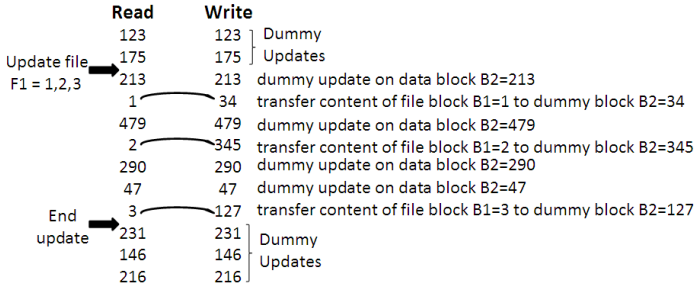 Read Write
123 123 Dummy
Update file 175 175 Updates
F1 = 1,2,3 213 213 dummy update on data block B2=213
1 34 transfer content of file block B1=1 to dummy block B2=34
479 479 dummy update on data block B2=479
2 345 transfer content of file block B1=2 to dummy block B2=345
290 290 dummy update on data block B2=290
47 47 dummy update on data block B2=47
End 3 127 transfer content of file block B1=3 to dummy block B2=127
update 231 231 Dummy
146 146 Updates
216 216